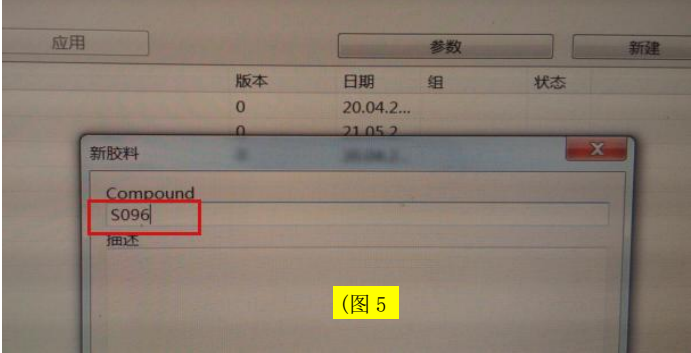 应用 参数 新建
版本 日期 组 状态
0 20.04.2...
0 21.05.2
新胶料
Compound
S096
描述
(图 5